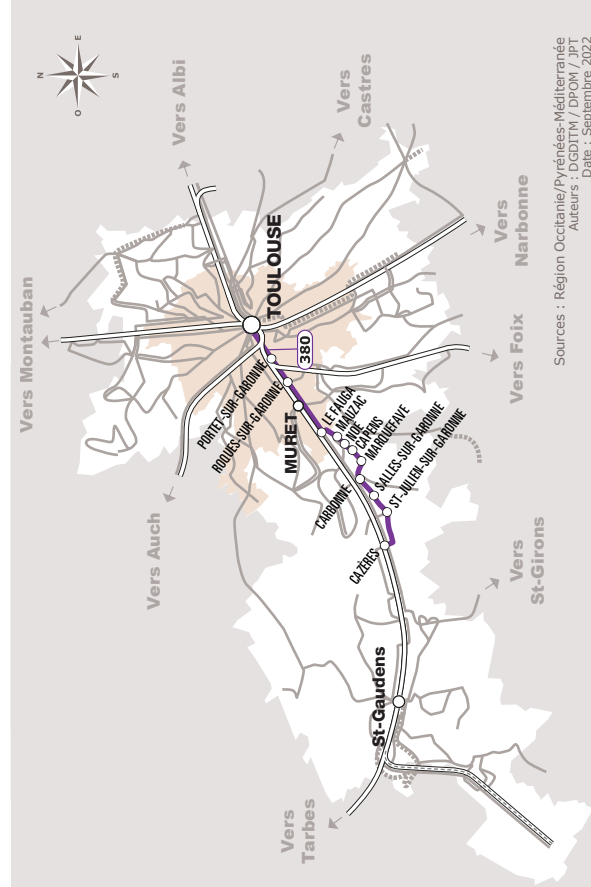 N
E
S
O
Vers Albi
Vers
Castres
Vers Montauban
Vers
Narbonne
TOULOUSE
380
PORTET-SUR-GARONNE
ROQUES-SUR-GARONNE
MURET
LE FAUGA
MAUZAC
NOÉ
CAPENS
MARQUEFAVE
CARBONNE
SALLES-SUR-GARONNE
ST-JULIEN-SUR-GARONNE
CAZÈRES
Vers Foix
Vers Auch
Vers
St-Girons
St-Gaudens
Vers
Tarbes
Sources : Région Occitanie/Pyrénées-Méditerranée
Auteurs : DGDITM / DPOM / JPT
Date : Septembre 2022